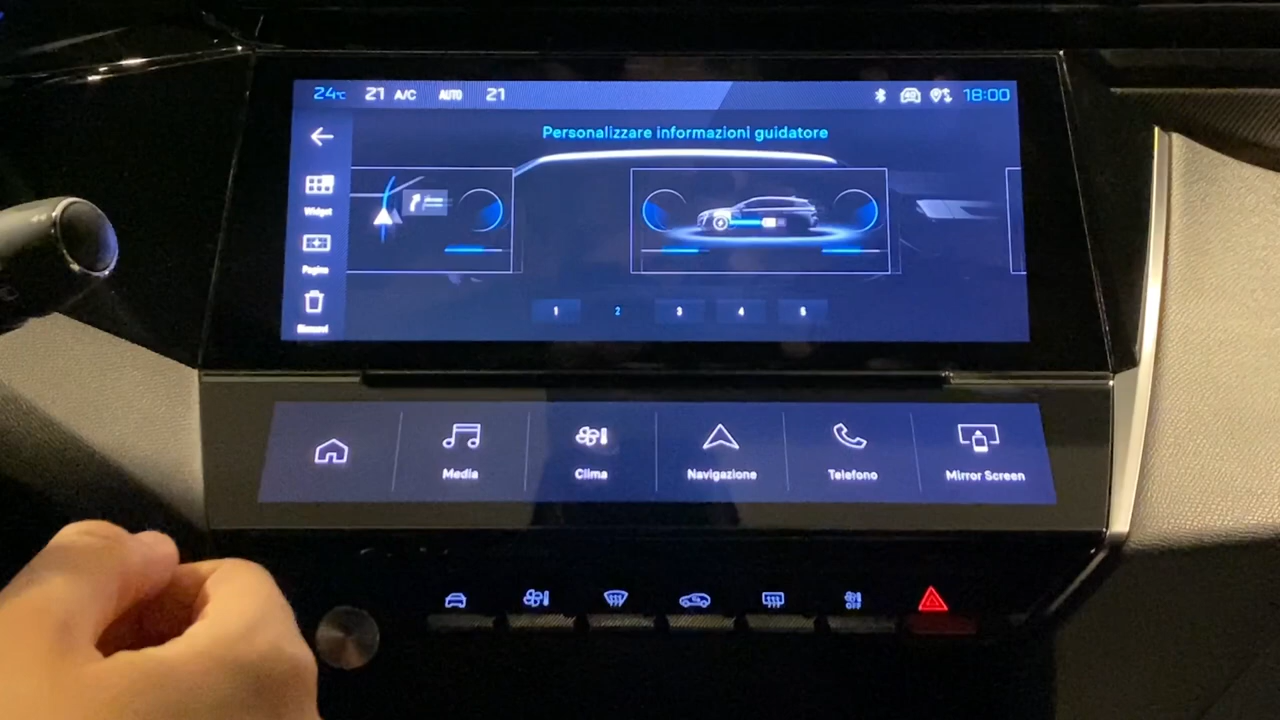 24°C 21 A/C AUTO 21 18:00
Personalizzare informazioni guidatore
Widget
Pagine
Rimuovi
1 2 3 4 5
Media Clima Navigazione Telefono Mirror Screen
OFF